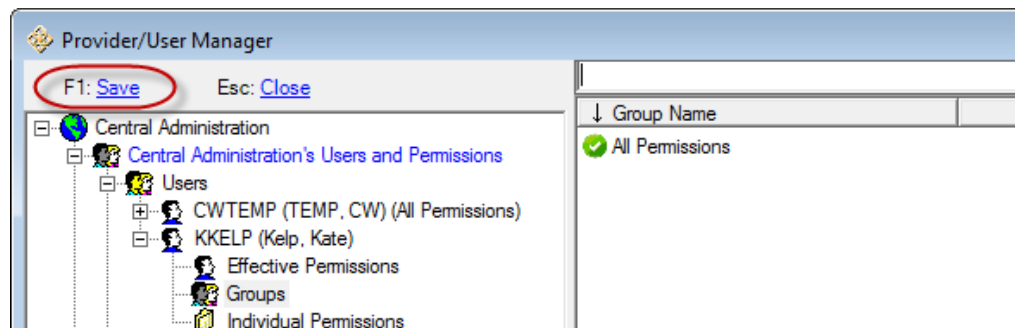 Provider/User Manager
F1: Save Esc: Close
Central Administration
Central Administration's Users and Permissions
Users
CWTEMP (TEMP, CW) (All Permissions)
KKELP (Kelp, Kate)
Effective Permissions
Groups
Individual Permissions
↓ Group Name
All Permissions